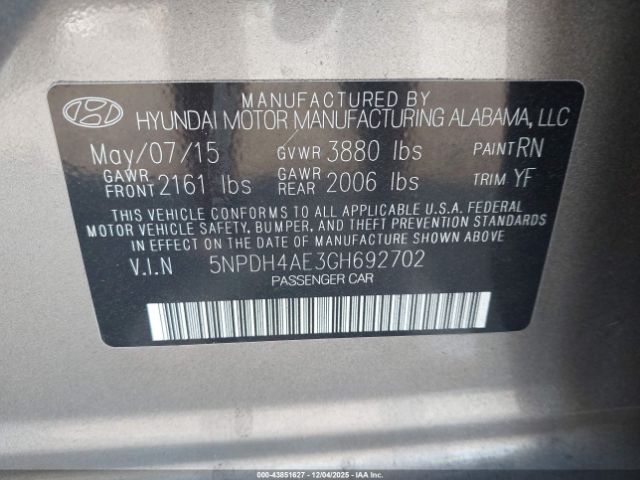 MANUFACTURED BY
HYUNDAI MOTOR MANUFACTURING ALABAMA, LLC
May/07/15 GVWR 3880 lbs PAINT RN
GAWR FRONT 2161 lbs GAWR REAR 2006 lbs TRIM YF
THIS VEHICLE CONFORMS TO ALL APPLICABLE U.S.A. FEDERAL
MOTOR VEHICLE SAFETY, BUMPER, AND THEFT PREVENTION STANDARDS
IN EFFECT ON THE DATE OF MANUFACTURE SHOWN ABOVE.
V.I.N 5NPDH4AE3GH692702
PASSENGER CAR
000-43851627 - 12/04/2025 - IAAI.CA